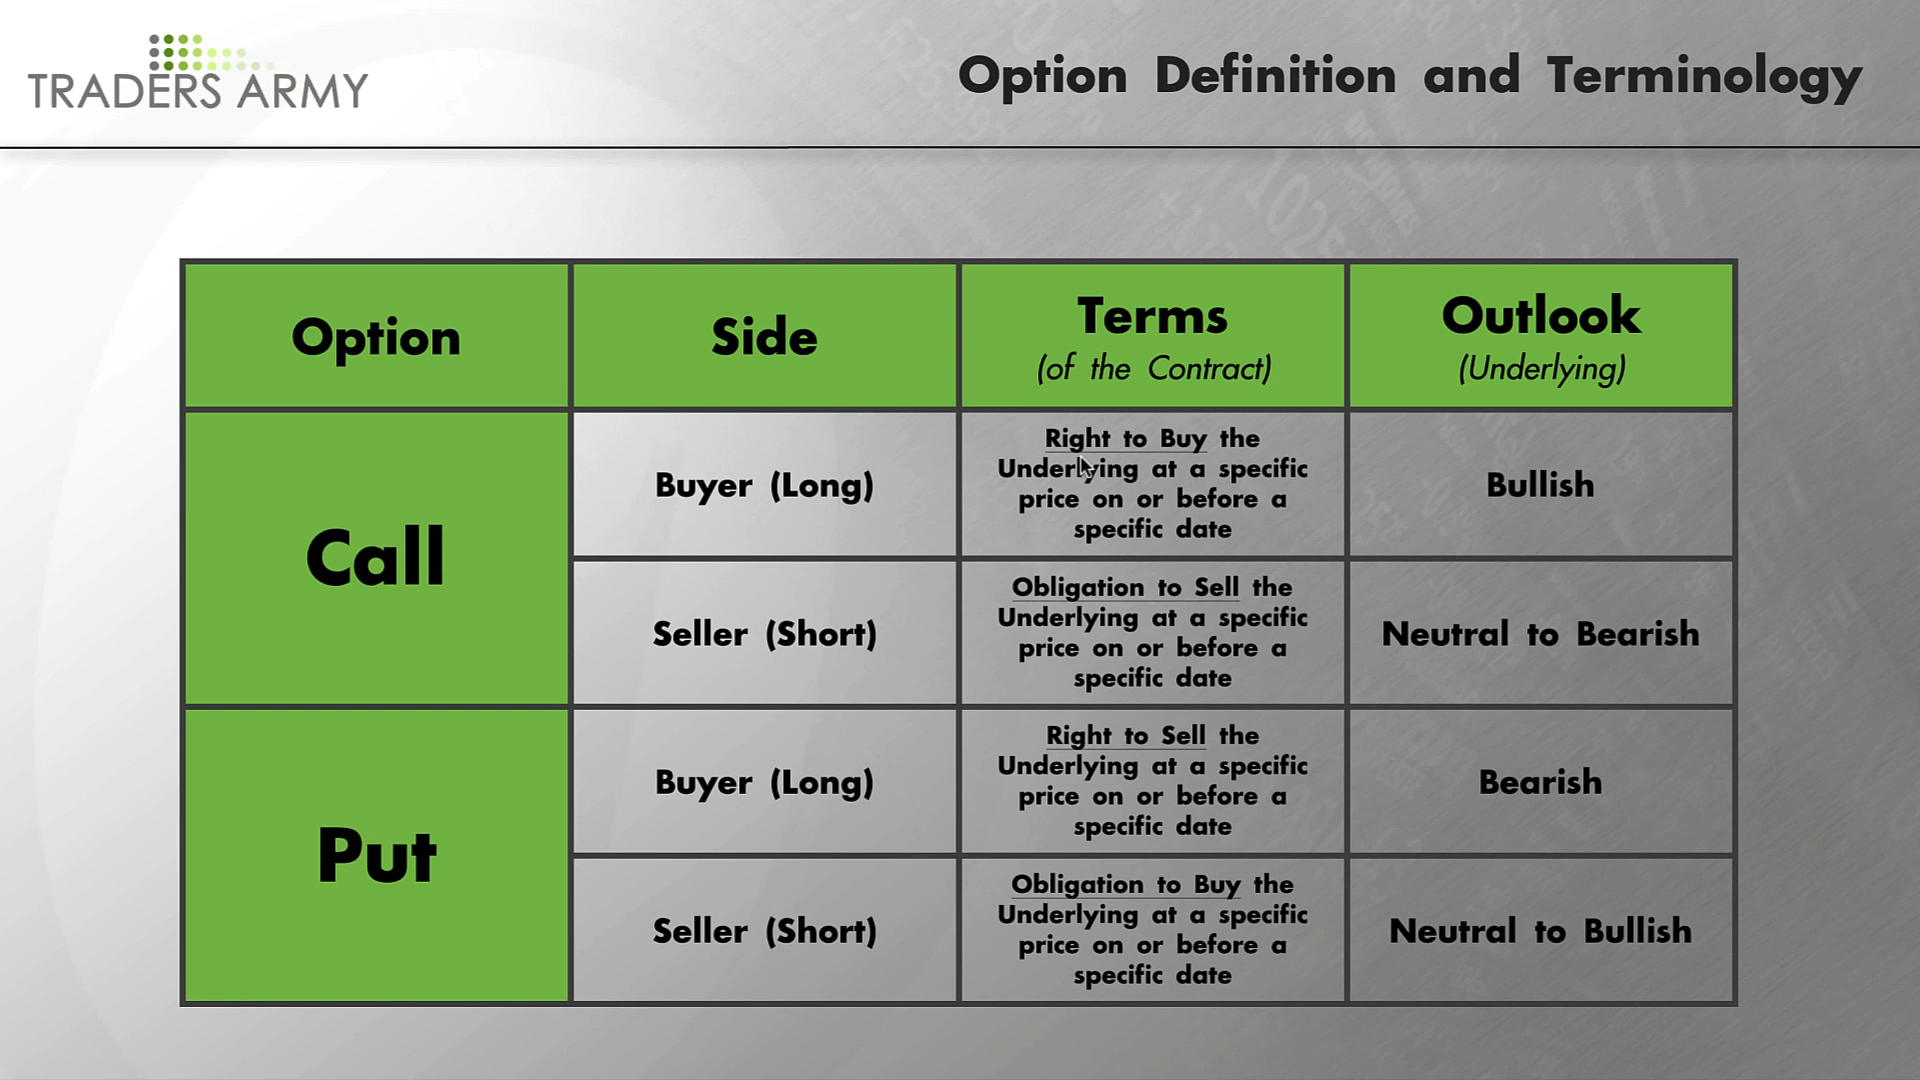 TRADERS ARMY
Option Definition and Terminology
Option
Side
Terms
(of the Contract)
Outlook
(Underlying)
Call
Buyer (Long)
Right to Buy the
Underlying at a specific
price on or before a
specific date
Bullish
Seller (Short)
Obligation to Sell the
Underlying at a specific
price on or before a
specific date
Neutral to Bearish
Put
Buyer (Long)
Right to Sell the
Underlying at a specific
price on or before a
specific date
Bearish
Seller (Short)
Obligation to Buy the
Underlying at a specific
price on or before a
specific date
Neutral to Bullish